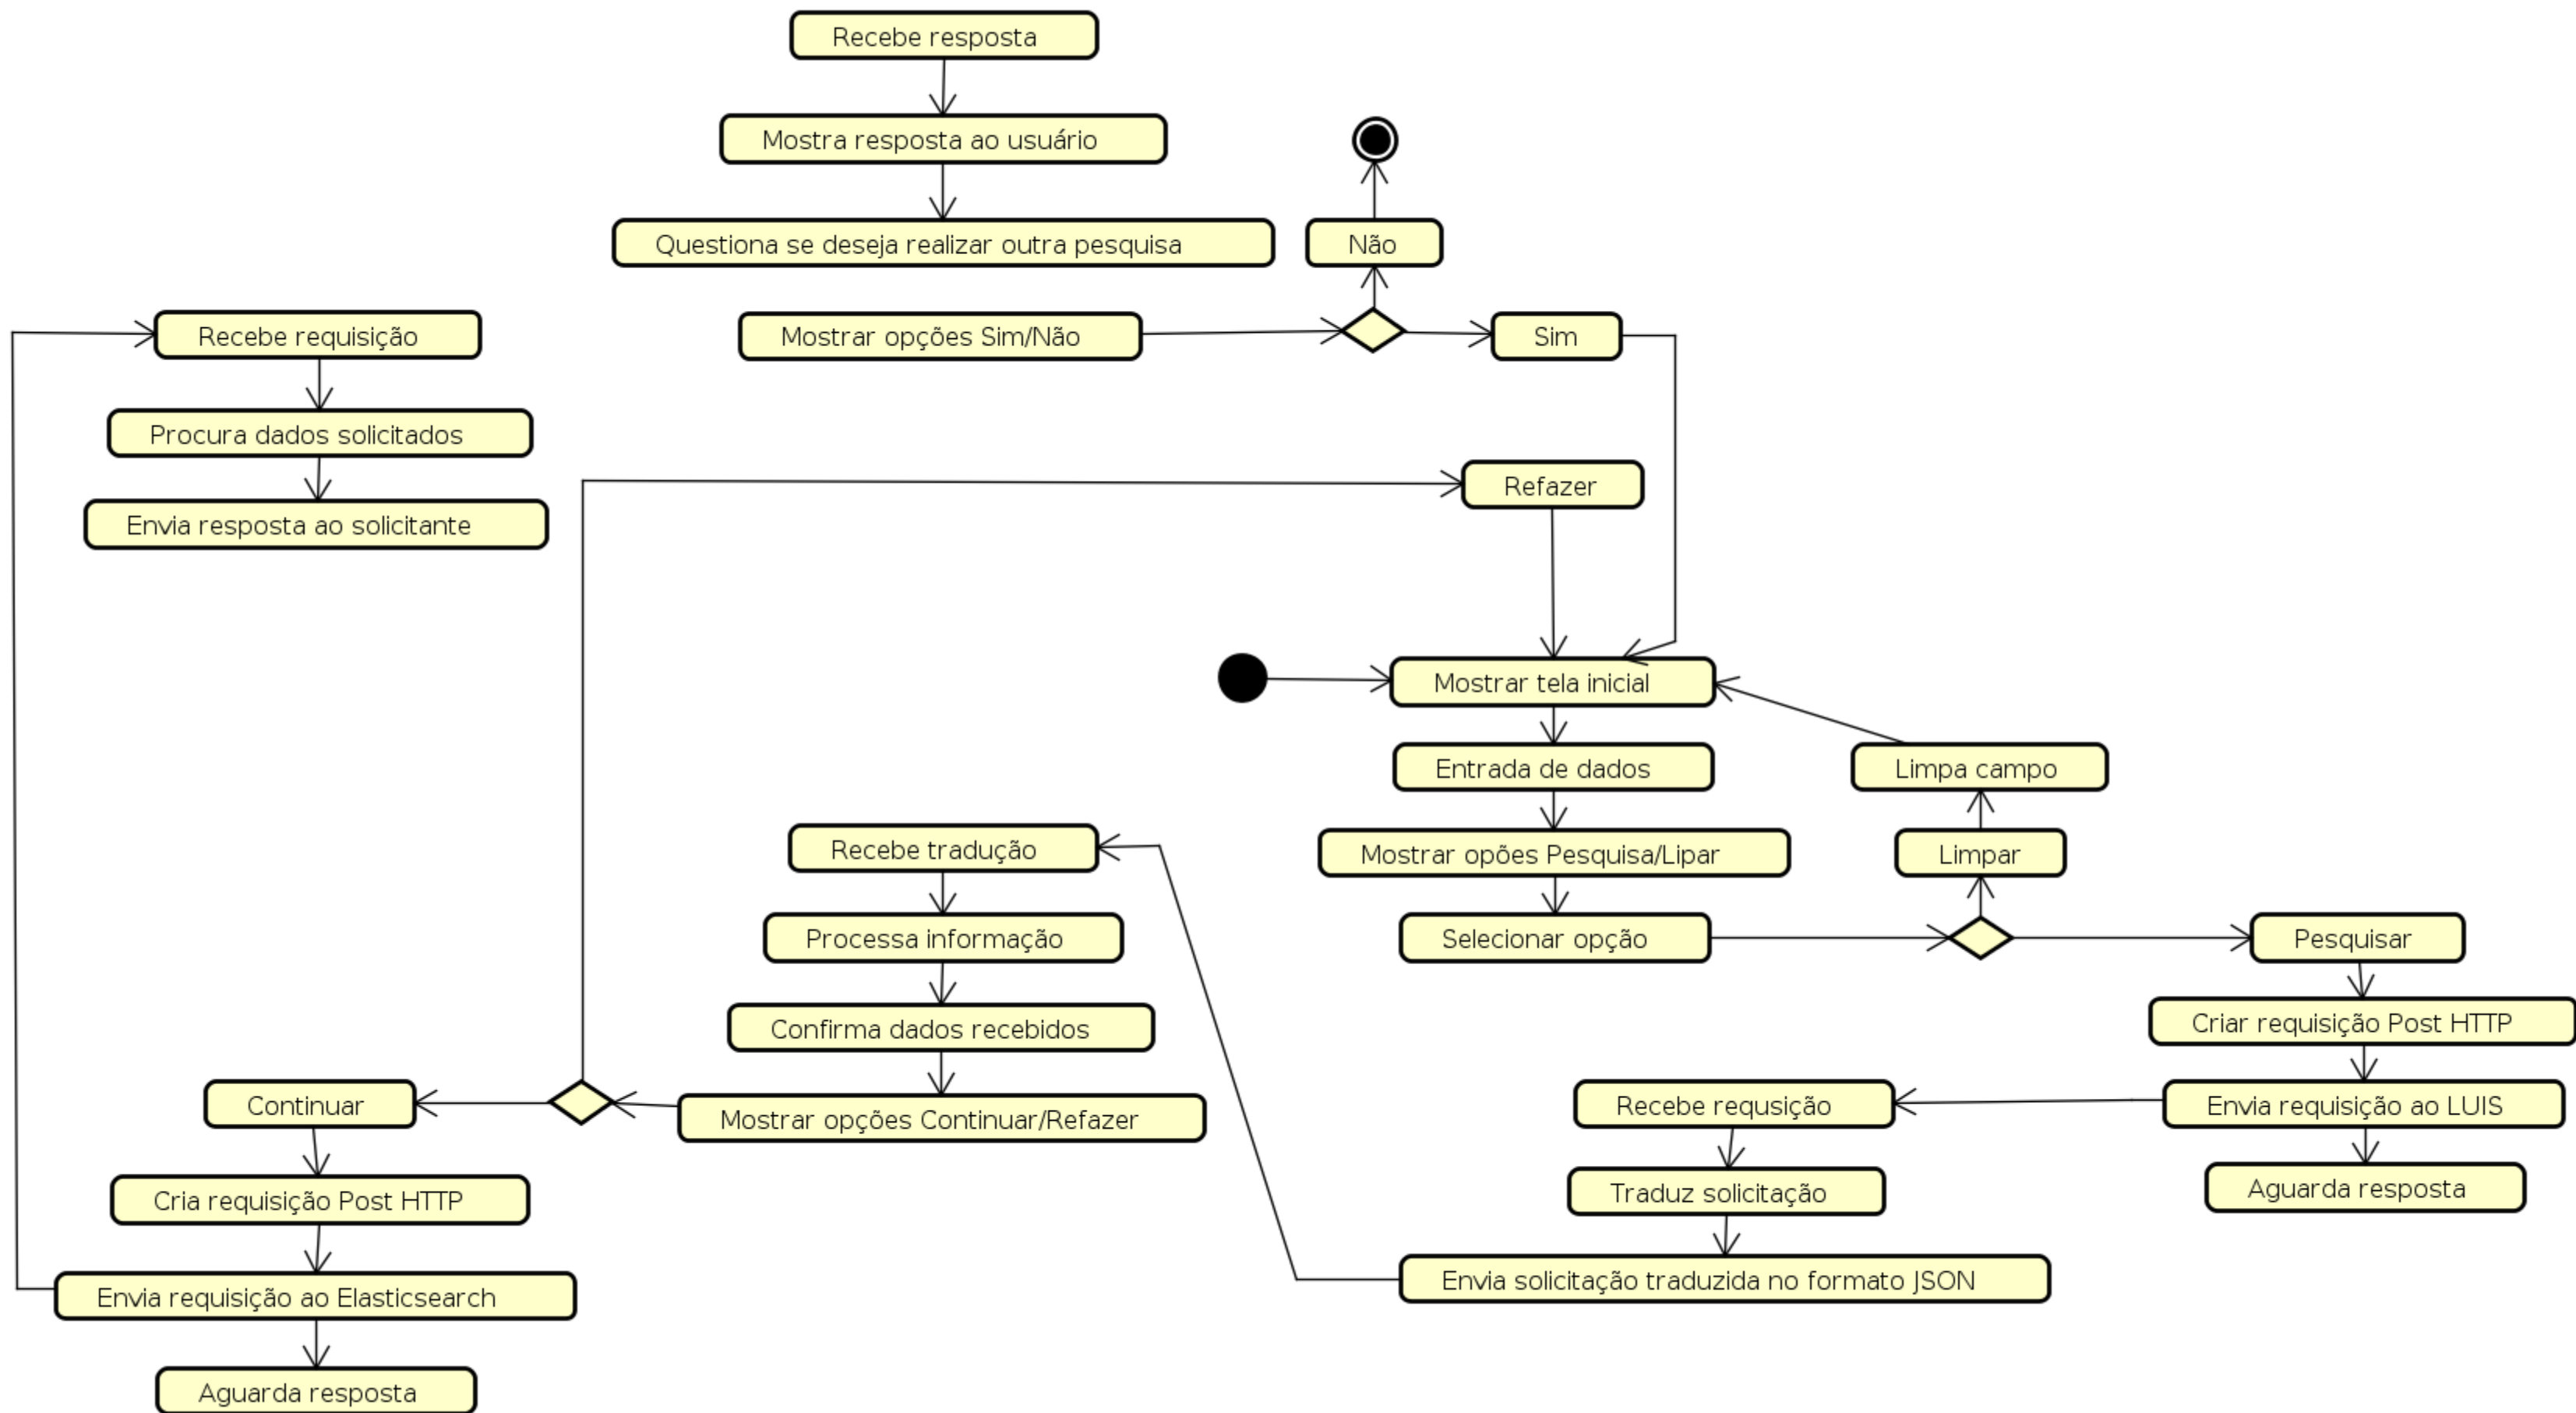 Recebe resposta
Mostra resposta ao usuário
Questiona se deseja realizar outra pesquisa
Não
Mostrar opções Sim/Não
Sim
Recebe requisição
Procura dados solicitados
Envia resposta ao solicitante
Refazer
Mostrar tela inicial
Entrada de dados
Limpa campo
Mostrar opões Pesquisa/Lipar
Limpar
Selecionar opção
Pesquisar
Criar requisição Post HTTP
Envia requisição ao LUIS
Aguarda resposta
Recebe requsição
Traduz solicitação
Envia solicitação traduzida no formato JSON
Recebe tradução
Processa informação
Confirma dados recebidos
Mostrar opções Continuar/Refazer
Continuar
Cria requisição Post HTTP
Envia requisição ao Elasticsearch
Aguarda resposta